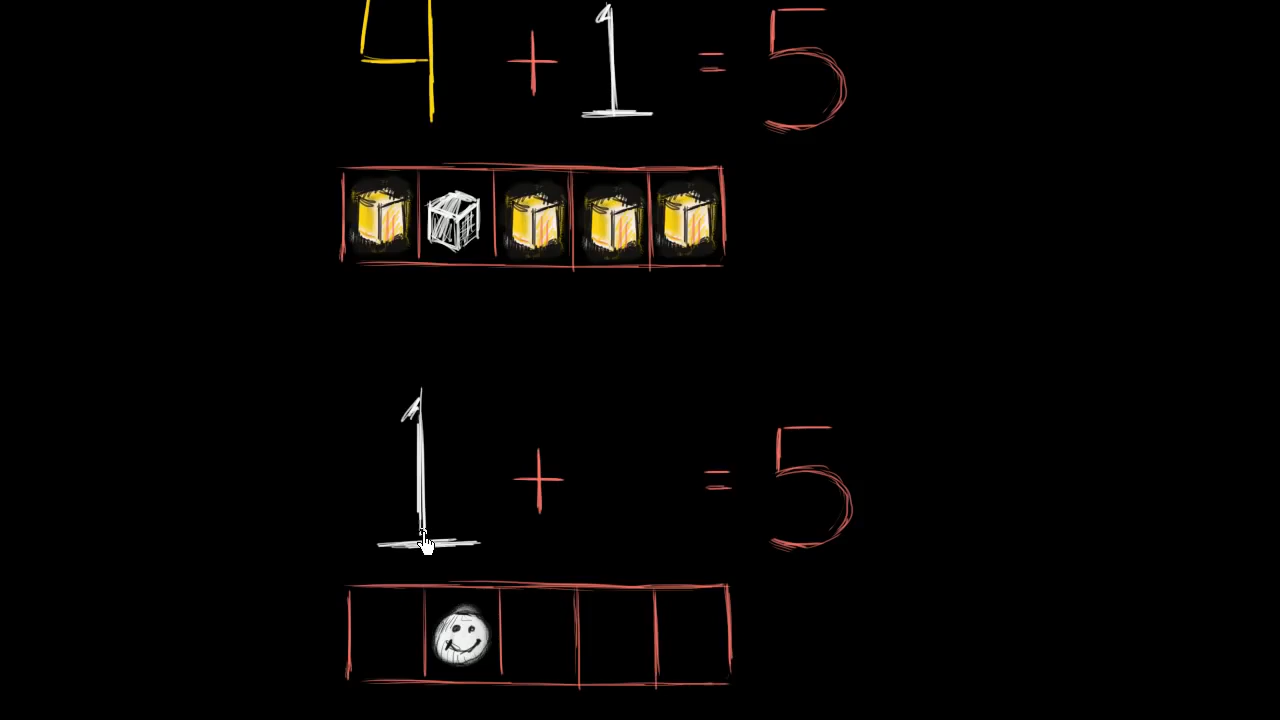 4 + 1 = 5
1 + = 5